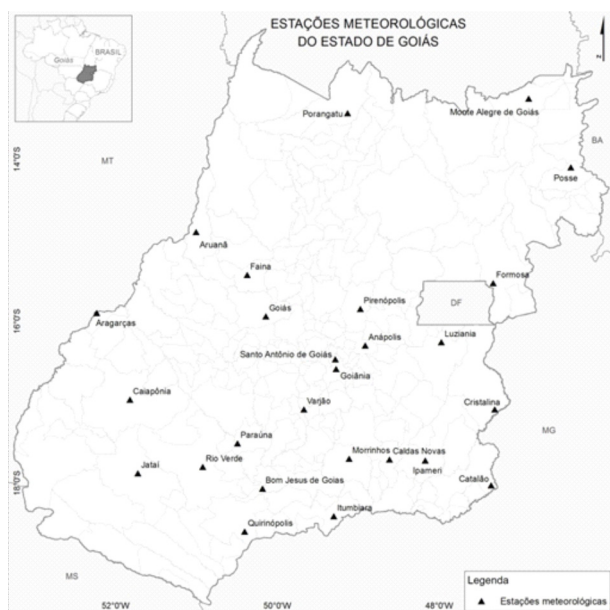 ESTAÇÕES METEOROLÓGICAS
DO ESTADO DE GOIÁS
BRASIL
Goiás
Z
Porangatu
Monte Alegre de Goiás
BA
14°0'S
MT
Posse
Aruanã
Faina
Formosa
DF
Goiás
Pirenópolis
16°0'S
Aragarças
Anápolis
Luziania
Santo Antônio de Goiás
Goiânia
Caiapônia
Varjão
Cristalina
MG
Paraúna
Rio Verde
Jataí
Morrinhos
Caldas Novas
Ipameri
Catalão
18°0'S
Bom Jesus de Goias
Itumbiara
Quirinópolis
MS
52°0'W
50°0'W
48°0'W
Legenda
Estações meteorológicas